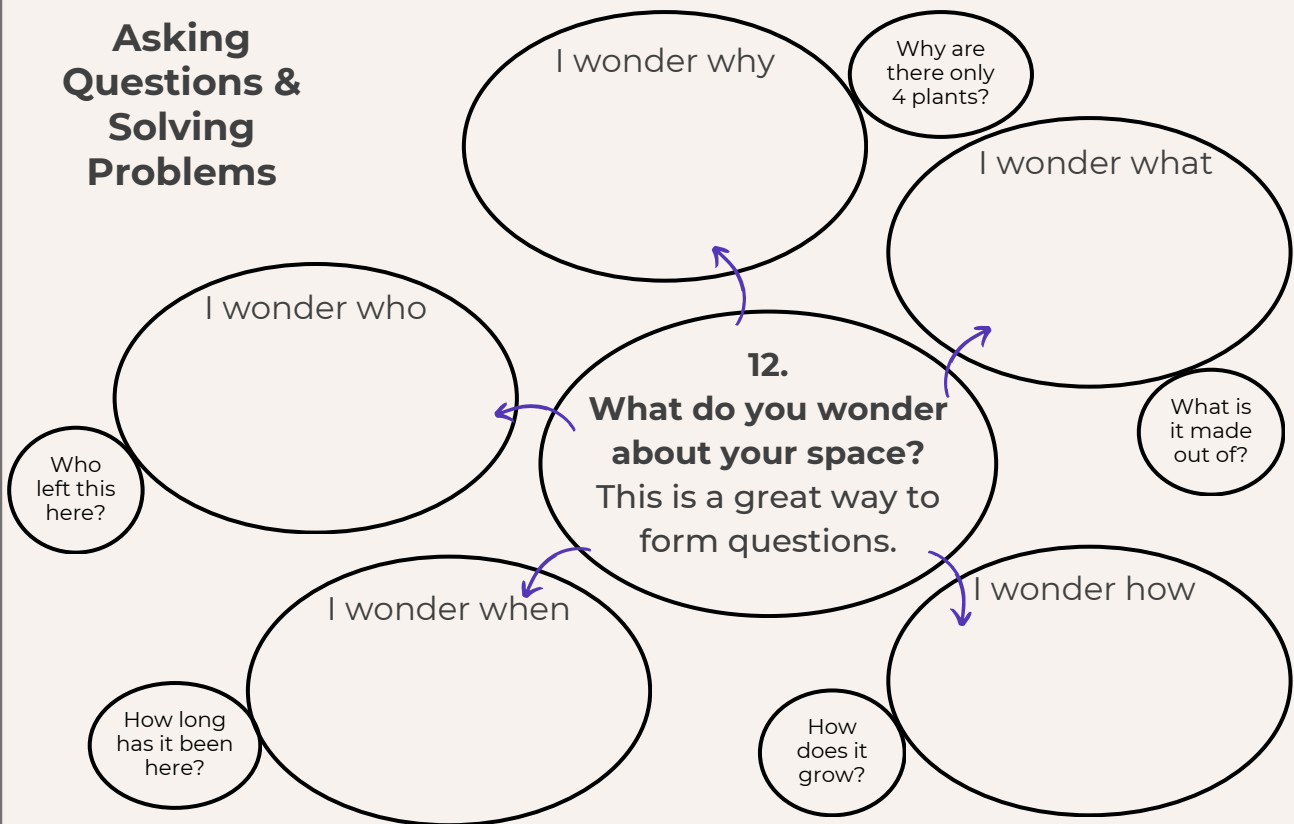 Asking
Questions &
Solving
Problems
I wonder why
Why are
there only
4 plants?
I wonder what
What is
it made
out of?
I wonder who
Who
left this
here?
12.
What do you wonder
about your space?
This is a great way to
form questions.
I wonder when
How long
has it been
here?
I wonder how
How
does it
grow?